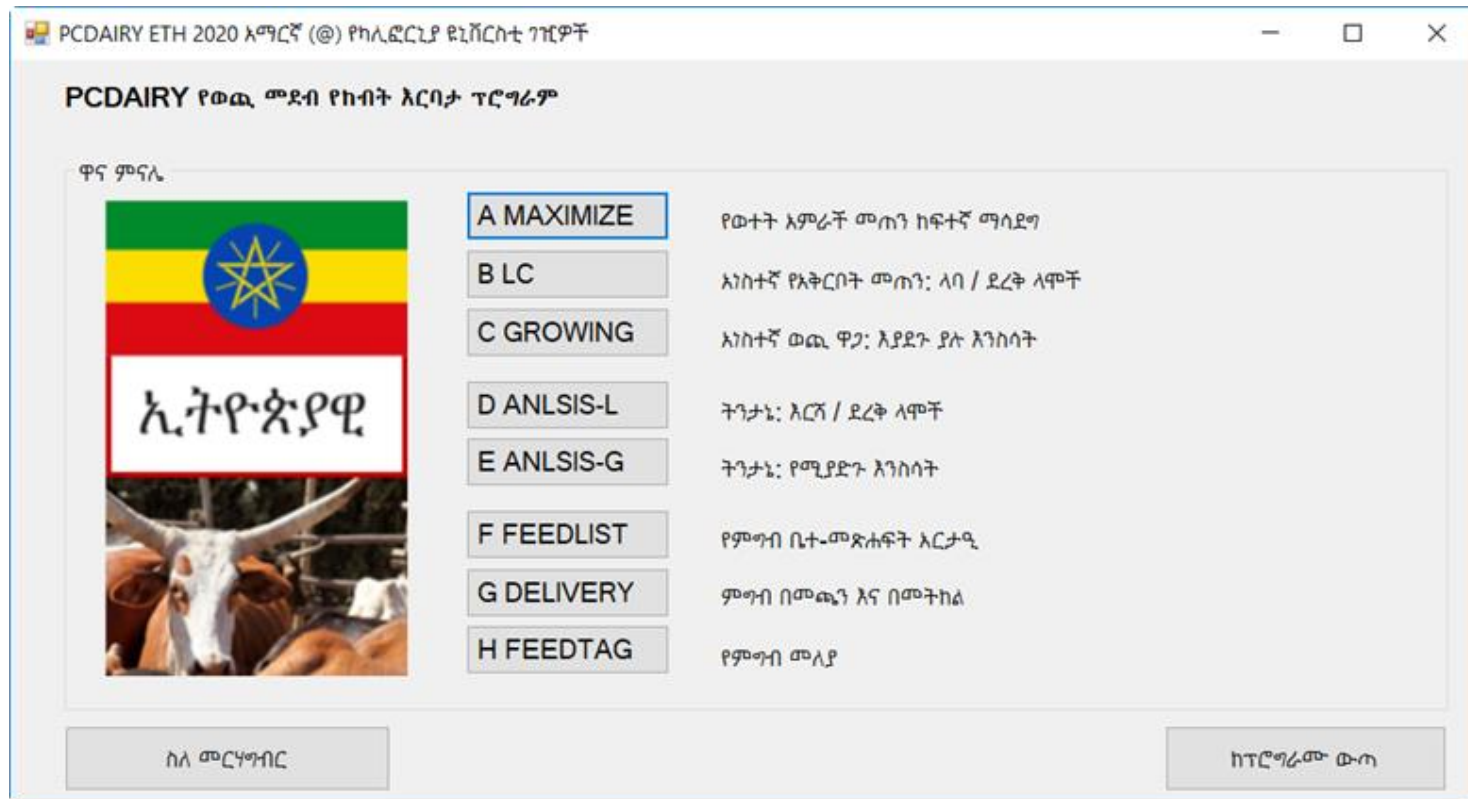 PCDAIRY ETH 2020 አማርኛ (@) የካሊፎርኒያ ዩኒቨርስቲ ገዢዎች
PCDAIRY የወጪ መደብ የከብት እርባታ ፕሮግራም
ዋና ምናሌ
ኢትዮጵያዊ
A MAXIMIZE የወተት አምራች መጠን ከፍተኛ ማሳደግ
B LC አነስተኛ የአቅርቦት መጠን: ላባ / ደረቅ ላሞች
C GROWING አነስተኛ ወጪ ዋጋ: እያደጉ ያሉ እንስሳት
D ANLSIS-L ትንታኔ: እርሻ / ደረቅ ላሞች
E ANLSIS-G ትንታኔ: የሚያድጉ እንስሳት
F FEEDLIST የምግብ ቤተ-መጽሐፍት አርታዒ
G DELIVERY ምግብ በመጫን እና በመትከል
H FEEDTAG የምግብ መለያ
ስለ መርሃግብር
ከፕሮግራሙ ውጣ